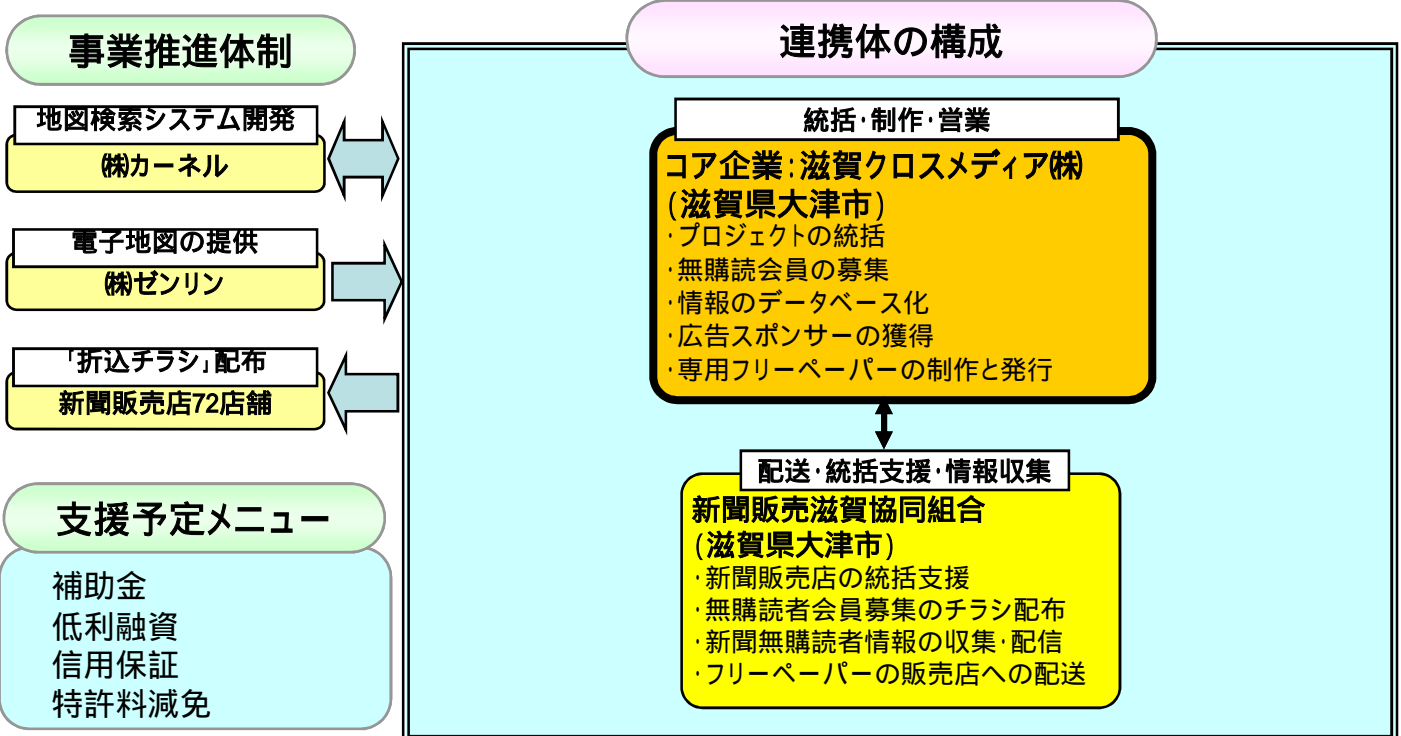 事業推進体制
地図検索システム開発
㈱カーネル
電子地図の提供
㈱ゼンリン
「折込チラシ」配布
新聞販売店72店舗
支援予定メニュー
補助金
低利融資
信用保証
特許料減免
連携体の構成
統括・制作・営業
コア企業:滋賀クロスメディア㈱
(滋賀県大津市)
・プロジェクトの統括
・無購読会員の募集
・情報のデータベース化
・広告スポンサーの獲得
・専用フリーペーパーの制作と発行
配送・統括支援・情報収集
新聞販売滋賀協同組合
(滋賀県大津市)
・新聞販売店の統括支援
・無購読者会員募集のチラシ配布
・新聞無購読者情報の収集・配信
・フリーペーパーの販売店への配送